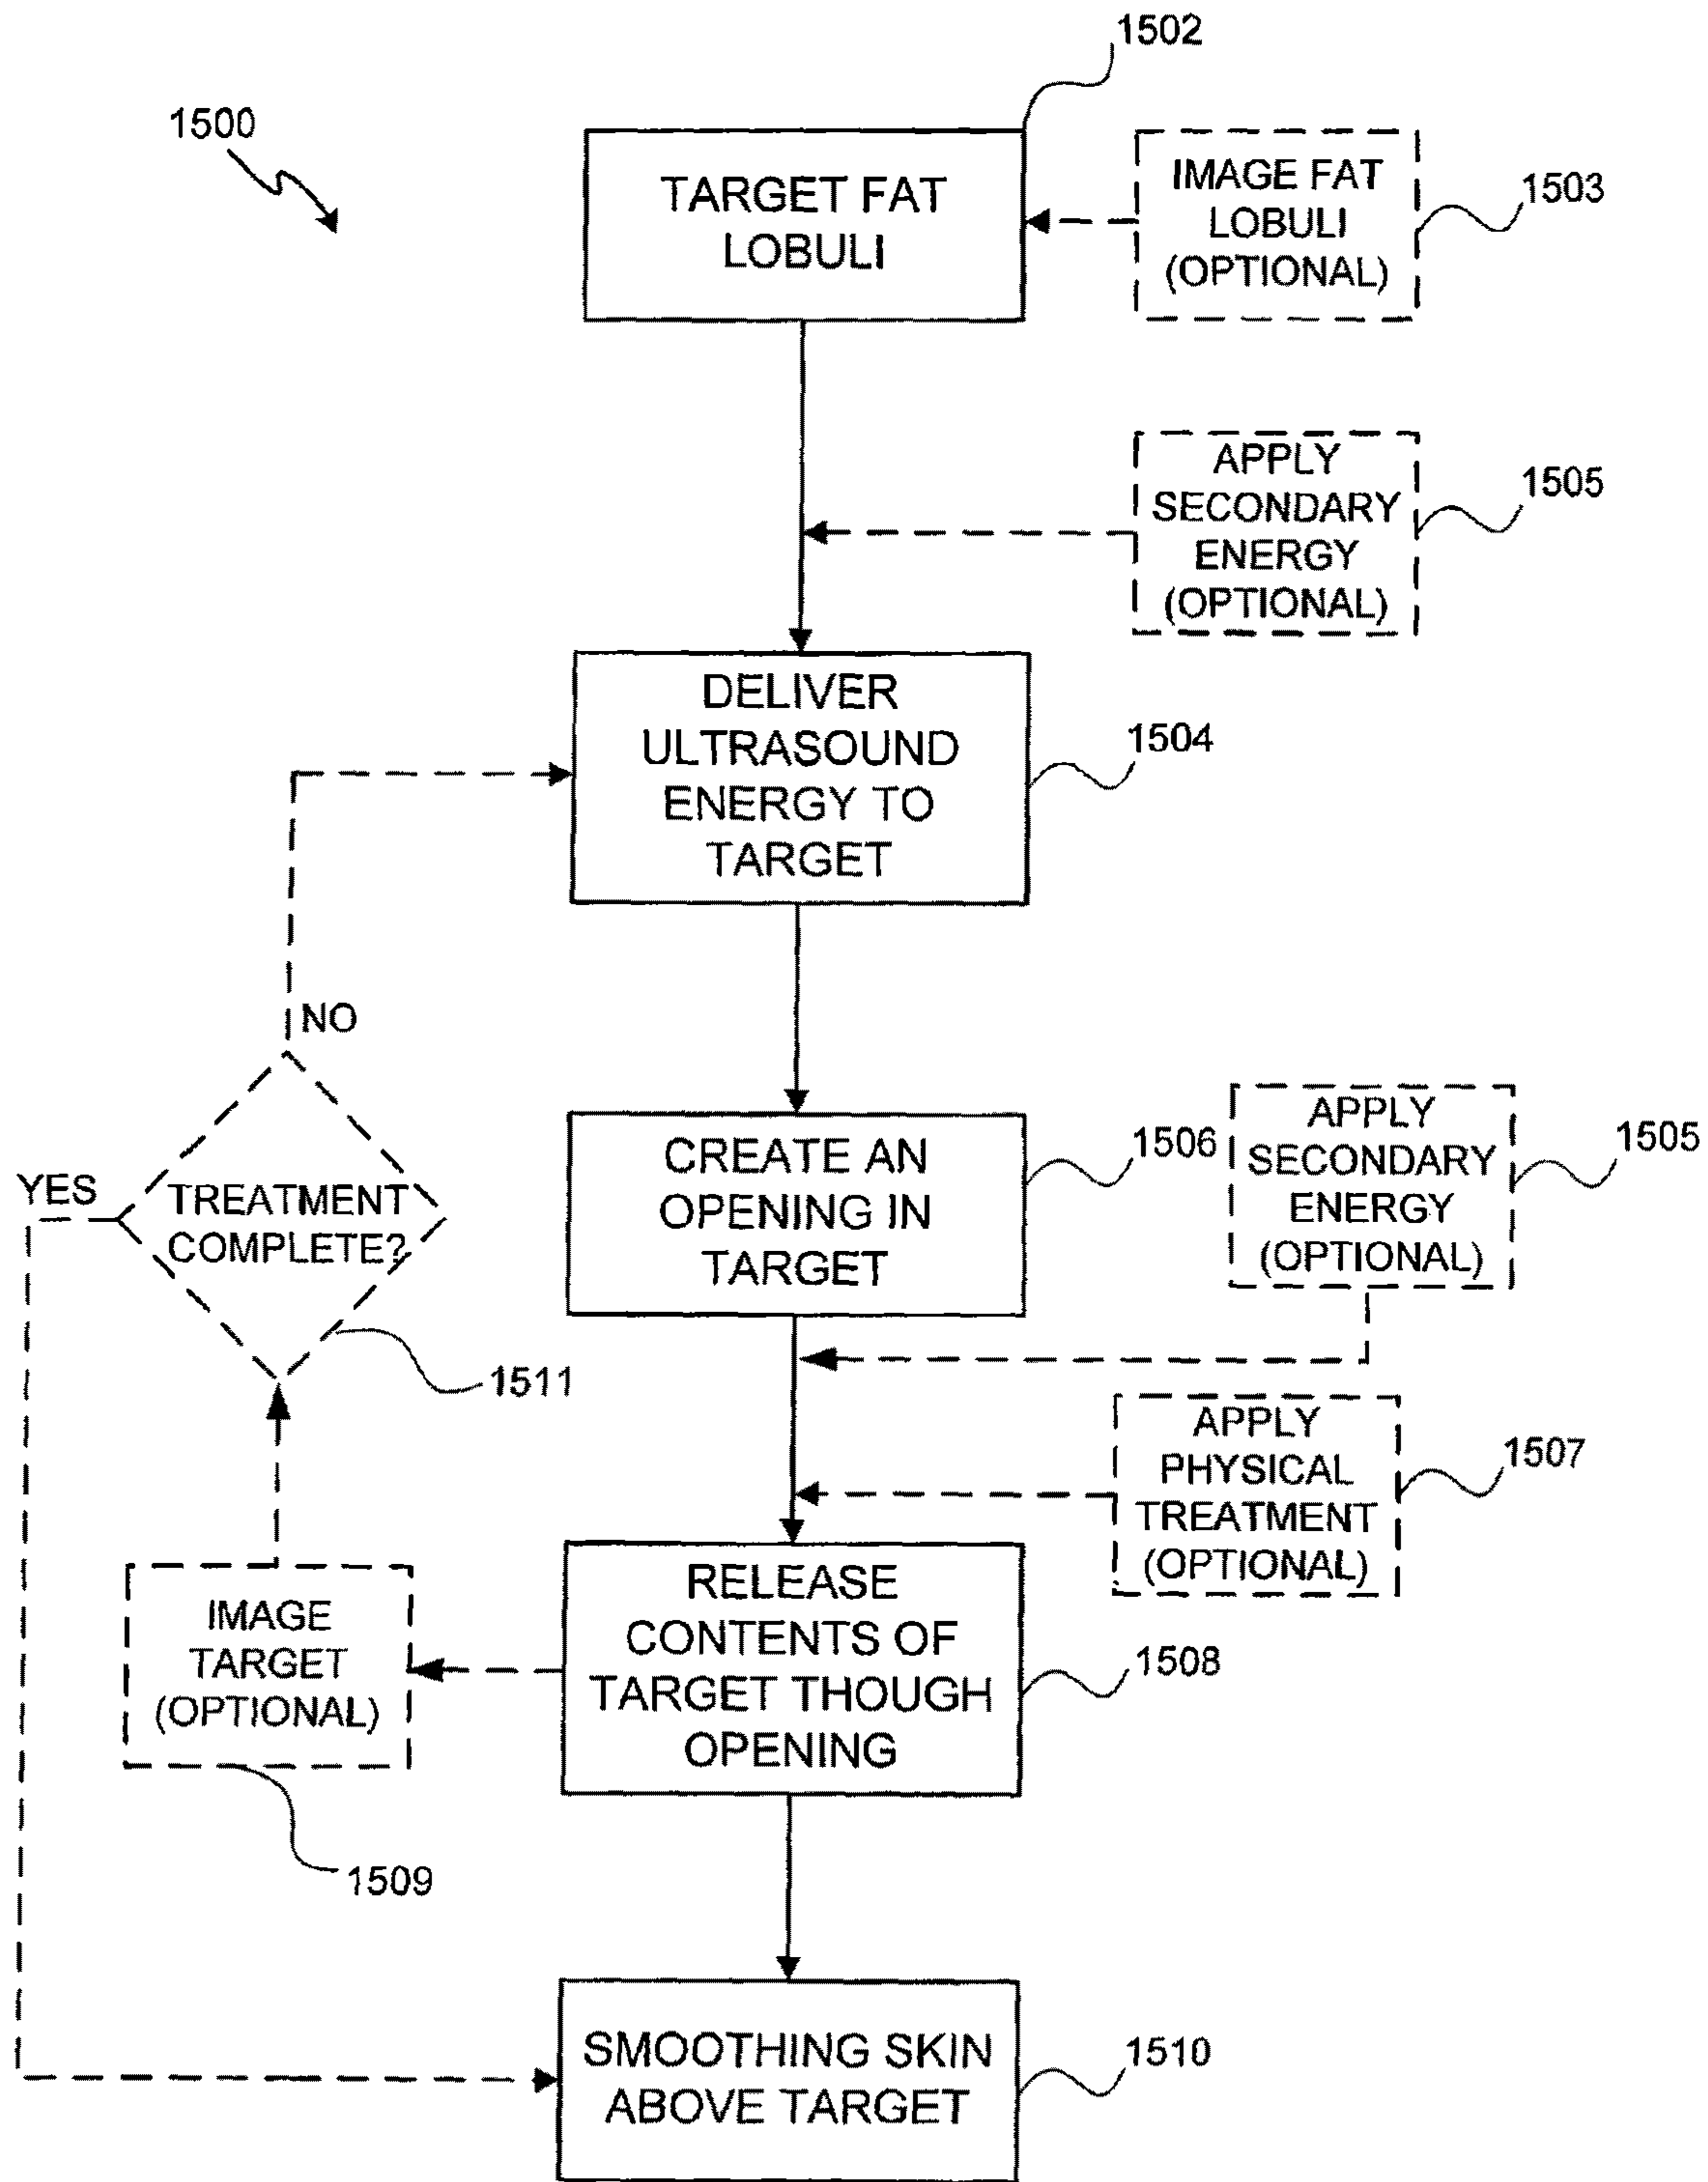 1502
1500
TARGET FAT
LOBULI
IMAGE FAT
LOBULI
(OPTIONAL)
1503
APPLY
SECONDARY
ENERGY
(OPTIONAL)
1505
DELIVER
ULTRASOUND
ENERGY TO
TARGET
1504
NO
YES
TREATMENT
COMPLETE?
1511
CREATE AN
OPENING IN
TARGET
1506
APPLY
SECONDARY
ENERGY
(OPTIONAL)
1505
APPLY
PHYSICAL
TREATMENT
(OPTIONAL)
1507
IMAGE
TARGET
(OPTIONAL)
1509
RELEASE
CONTENTS OF
TARGET THOUGH
OPENING
1508
SMOOTHING SKIN
ABOVE TARGET
1510